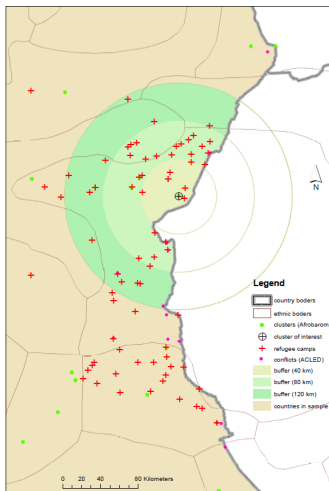 N
Legend
country boders
ethnic boders
clusters (Afrobarom
cluster of interest
refugee camps
conflicts (ACLED)
buffer (40 km)
buffer (80 km)
buffer (120 km)
countries in sample
0 20 40 80 Kilometers